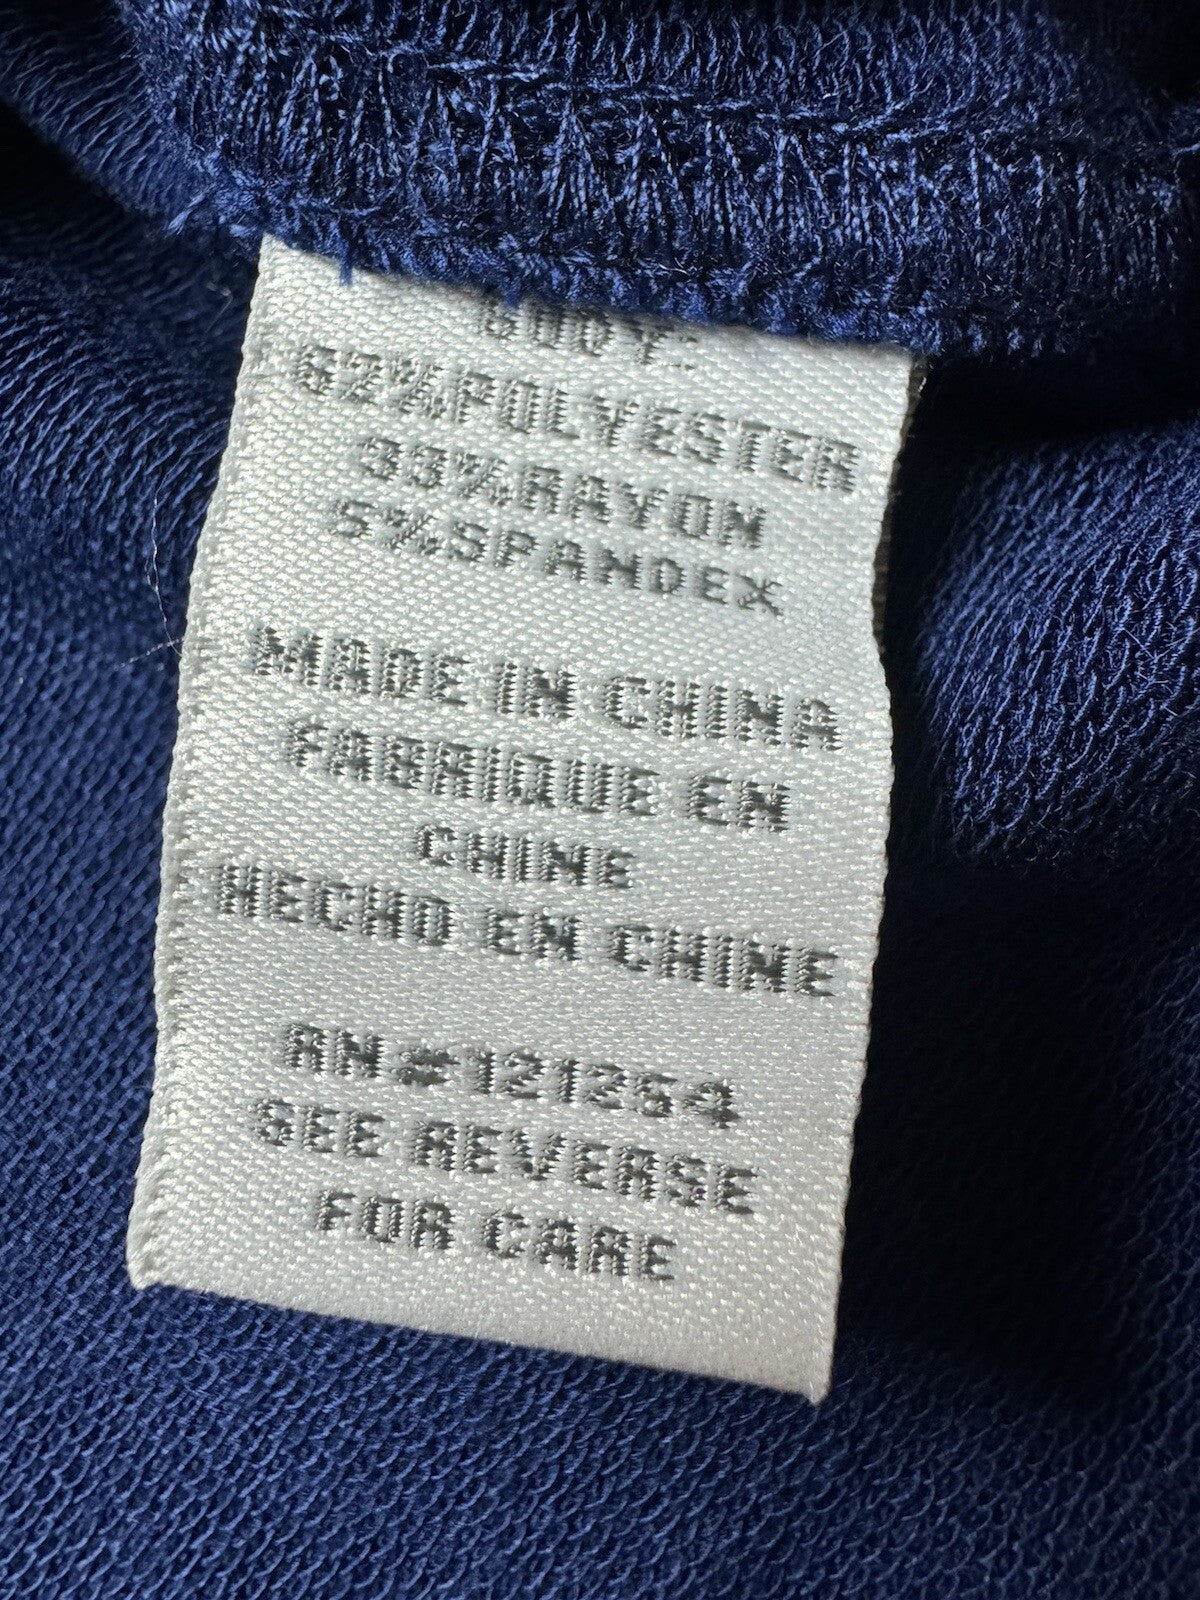 BODY:
62%POLYESTER
33%RAYON
5%SPANDEX
MADE IN CHINA
FABRIQUE EN
CHINE
HECHO EN CHINE
RN#121254
SEE REVERSE
FOR CARE